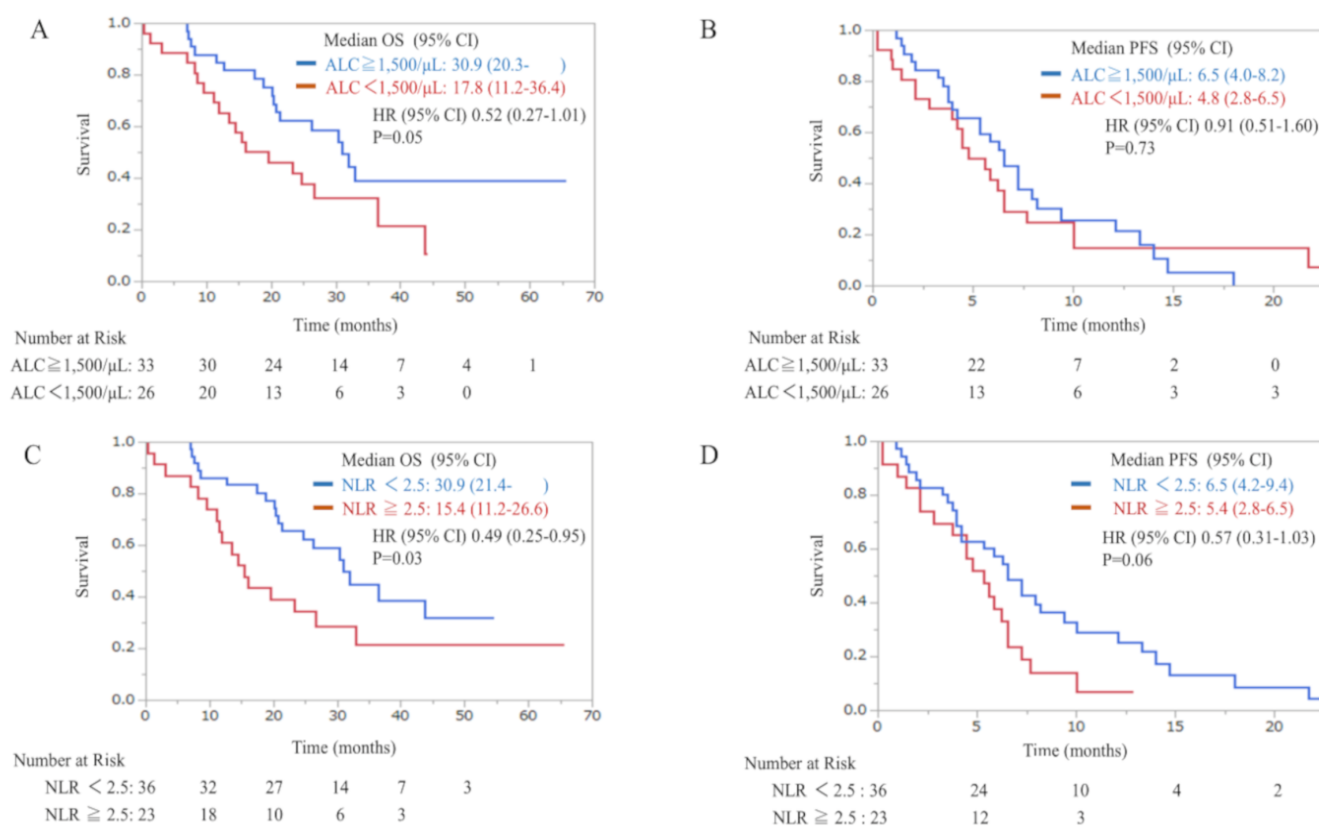 A
Median OS (95% CI)
ALC≧1,500/μL: 30.9 (20.3- )
ALC<1,500/μL: 17.8 (11.2-36.4)
HR (95% CI) 0.52 (0.27-1.01)
P=0.05
Survival
1.0
0.8
0.6
0.4
0.2
0.0
0 10 20 30 40 50 60 70
Time (months)
Number at Risk
ALC≧1,500/μL: 33 30 24 14 7 4 1
ALC<1,500/μL: 26 20 13 6 3 0
B
Median PFS (95% CI)
ALC≧1,500/μL: 6.5 (4.0-8.2)
ALC<1,500/μL: 4.8 (2.8-6.5)
HR (95% CI) 0.91 (0.51-1.60)
P=0.73
Survival
1.0
0.8
0.6
0.4
0.2
0.0
0 5 10 15 20
Time (months)
Number at Risk
ALC≧1,500/μL: 33 22 7 2 0
ALC<1,500/μL: 26 13 6 3 3
C
Median OS (95% CI)
NLR < 2.5: 30.9 (21.4- )
NLR ≧ 2.5: 15.4 (11.2-26.6)
HR (95% CI) 0.49 (0.25-0.95)
P=0.03
Survival
1.0
0.8
0.6
0.4
0.2
0.0
0 10 20 30 40 50 60 70
Time (months)
Number at Risk
NLR < 2.5: 36 32 27 14 7 3
NLR ≧ 2.5: 23 18 10 6 3
D
Median PFS (95% CI)
NLR < 2.5: 6.5 (4.2-9.4)
NLR ≧ 2.5: 5.4 (2.8-6.5)
HR (95% CI) 0.57 (0.31-1.03)
P=0.06
Survival
1.0
0.8
0.6
0.4
0.2
0.0
0 5 10 15 20
Time (months)
Number at Risk
NLR < 2.5 : 36 24 10 4 2
NLR ≧ 2.5 : 23 12 3